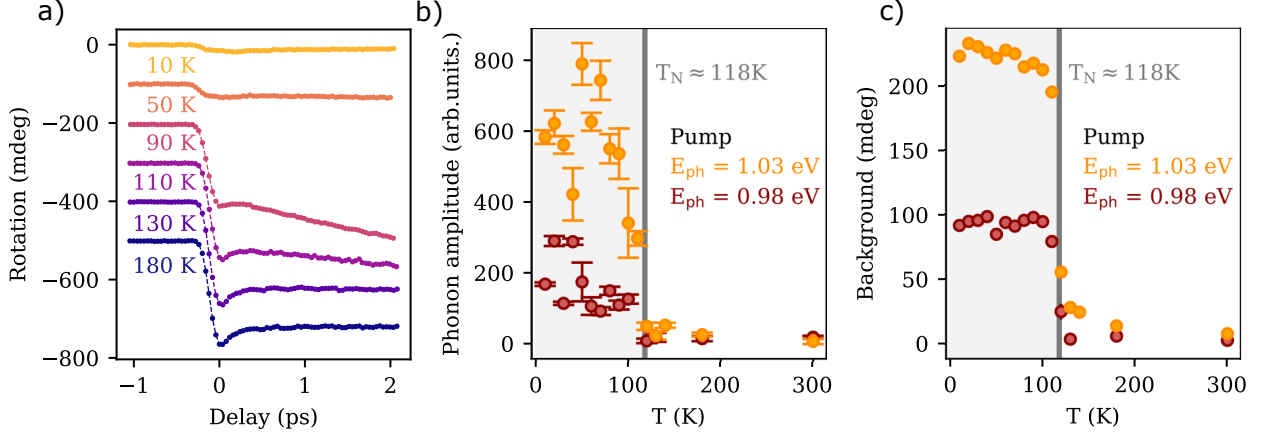 a)
Rotation (mdeg)
0
−200
−400
−600
−800
10 K
50 K
90 K
110 K
130 K
180 K
−1
0
1
2
Delay (ps)
b)
Phonon amplitude (arb.units.)
800
600
400
200
0
T_N ≈ 118K
Pump
E_ph = 1.03 eV
E_ph = 0.98 eV
0
100
200
300
T (K)
c)
Background (mdeg)
200
150
100
50
0
T_N ≈ 118K
Pump
E_ph = 1.03 eV
E_ph = 0.98 eV
0
100
200
300
T (K)